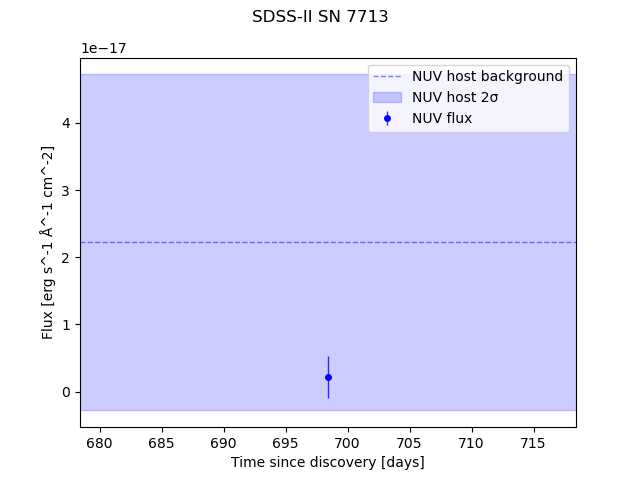 SDSS-II SN 7713
1e−17
NUV host background
NUV host 2σ
NUV flux
4
3
2
1
0
Flux [erg s^-1 Å^-1 cm^-2]
680 685 690 695 700 705 710 715
Time since discovery [days]